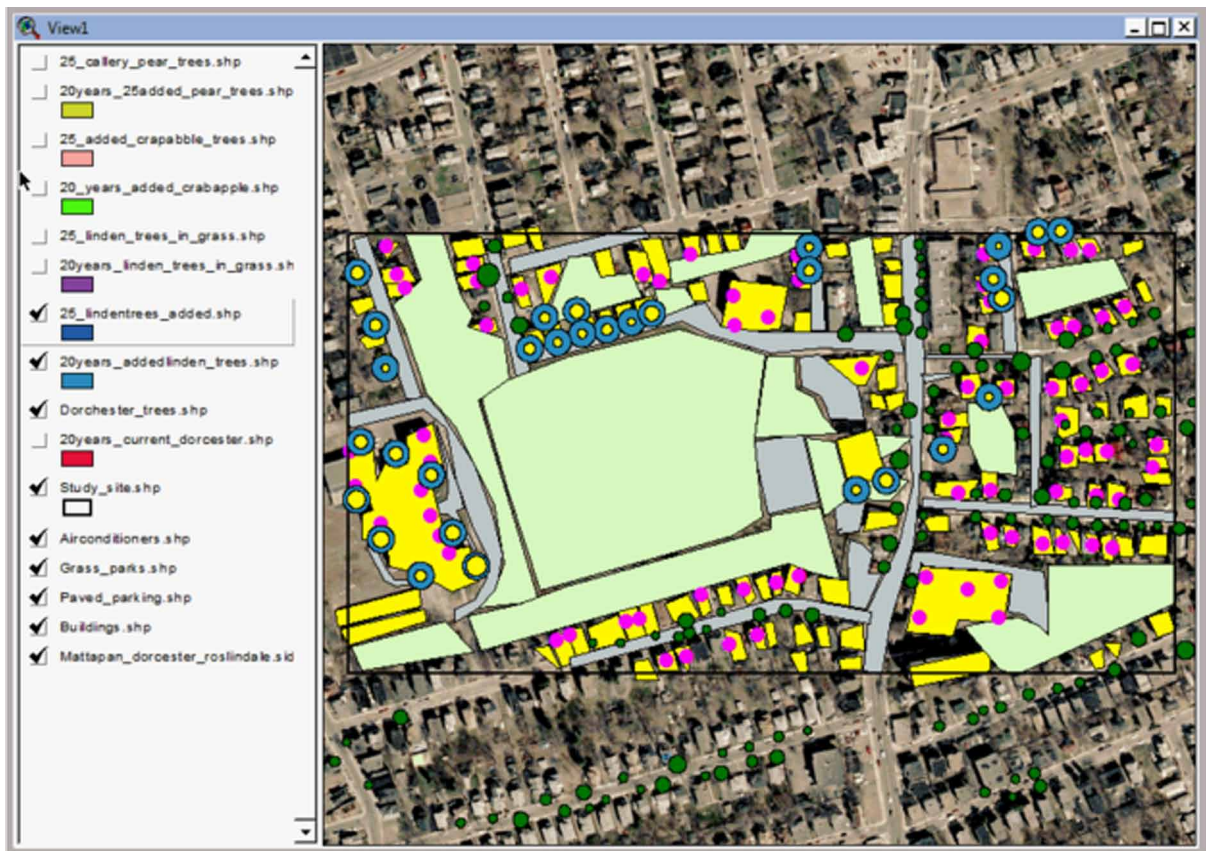 View1
25_callery_pear_trees.shp
20years_25added_pear_trees.shp
25_added_crapabble_trees.shp
20_years_added_crabapple.shp
25_linden_trees_in_grass.shp
20years_linden_trees_in_grass.sh
25_lindentrees_added.shp
20years_addedlinden_trees.shp
Dorchester_trees.shp
20years_current_dorcester.shp
Study_site.shp
Airconditioners.shp
Grass_parks.shp
Paved_parking.shp
Buildings.shp
Mattapan_dorcester_roslindale.sid